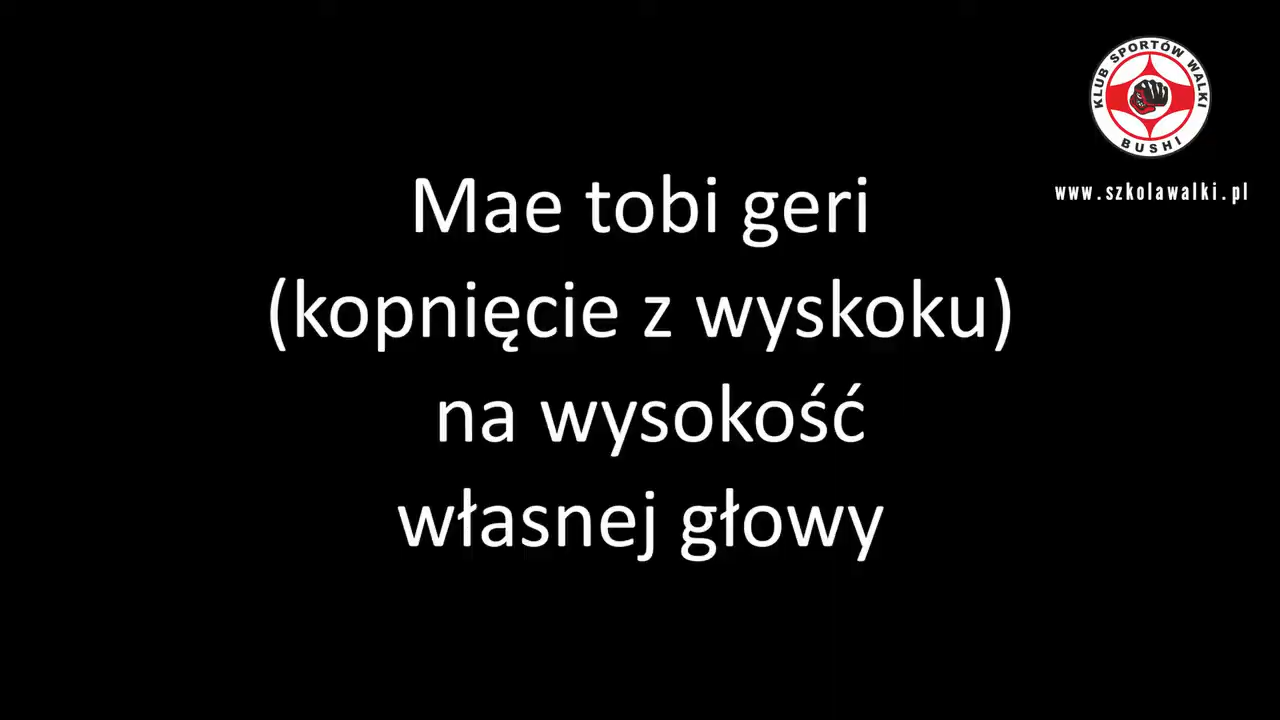 KLUB SPORTÓW WALKI
BUSHI
www.szkolawalki.pl
Mae tobi geri
(kopnięcie z wyskoku)
na wysokość
własnej głowy